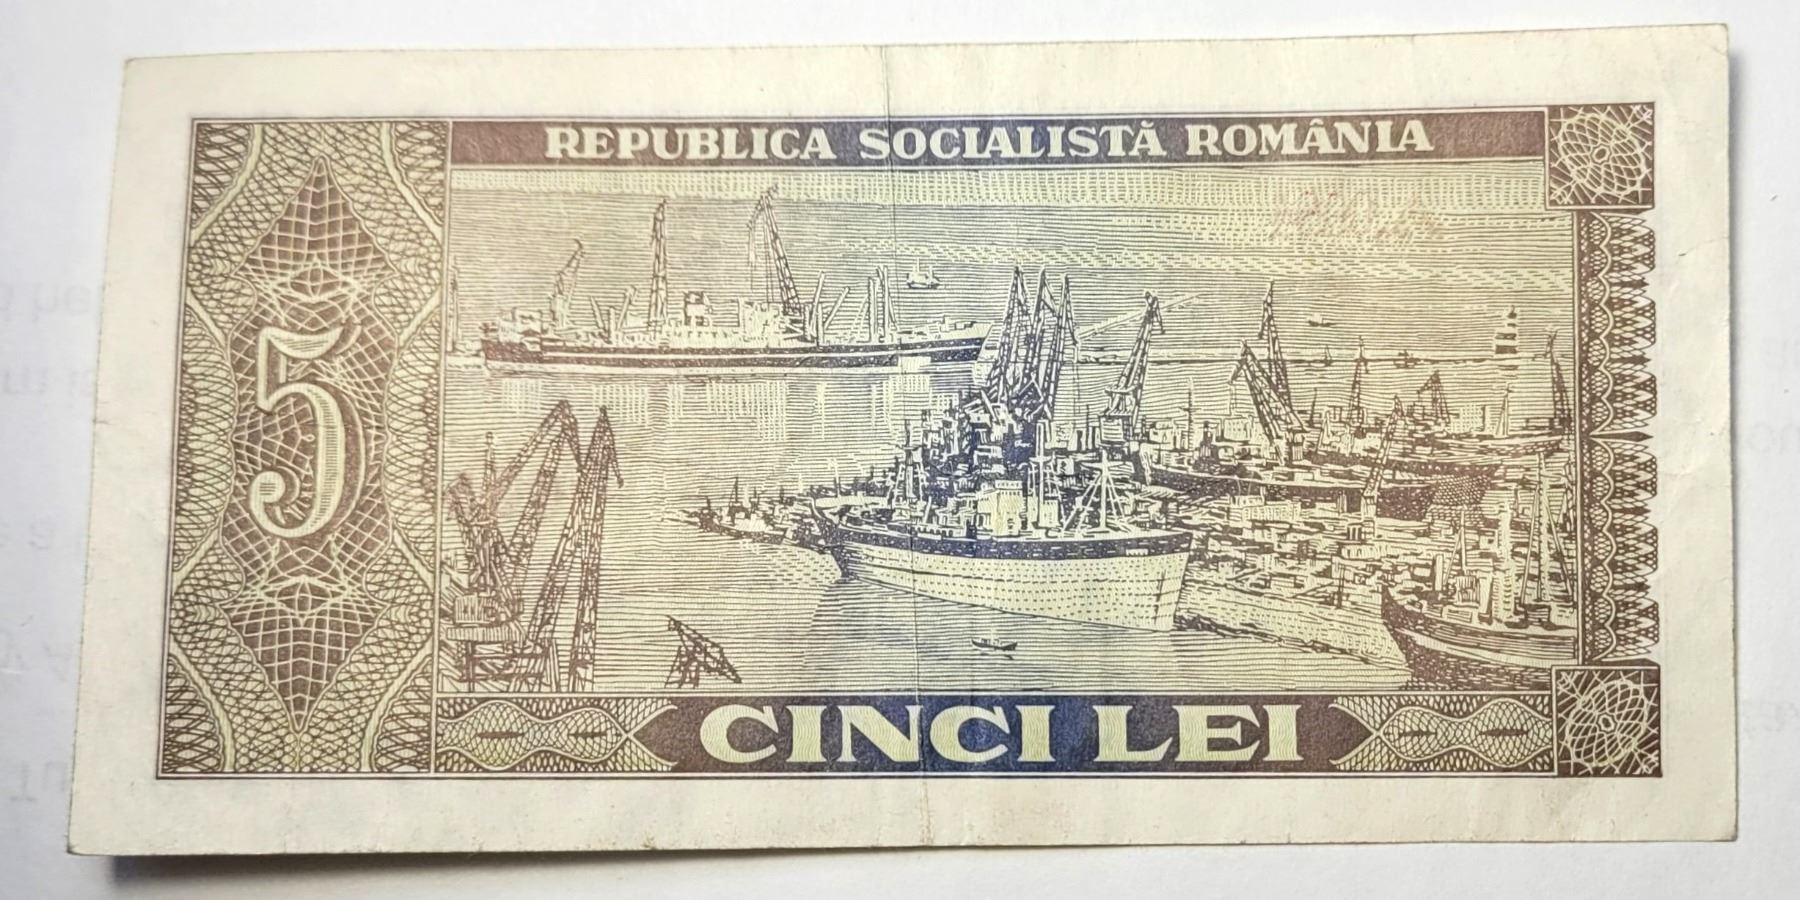 REPUBLICA SOCIALISTĂ ROMÂNIA
5
CINCI LEI